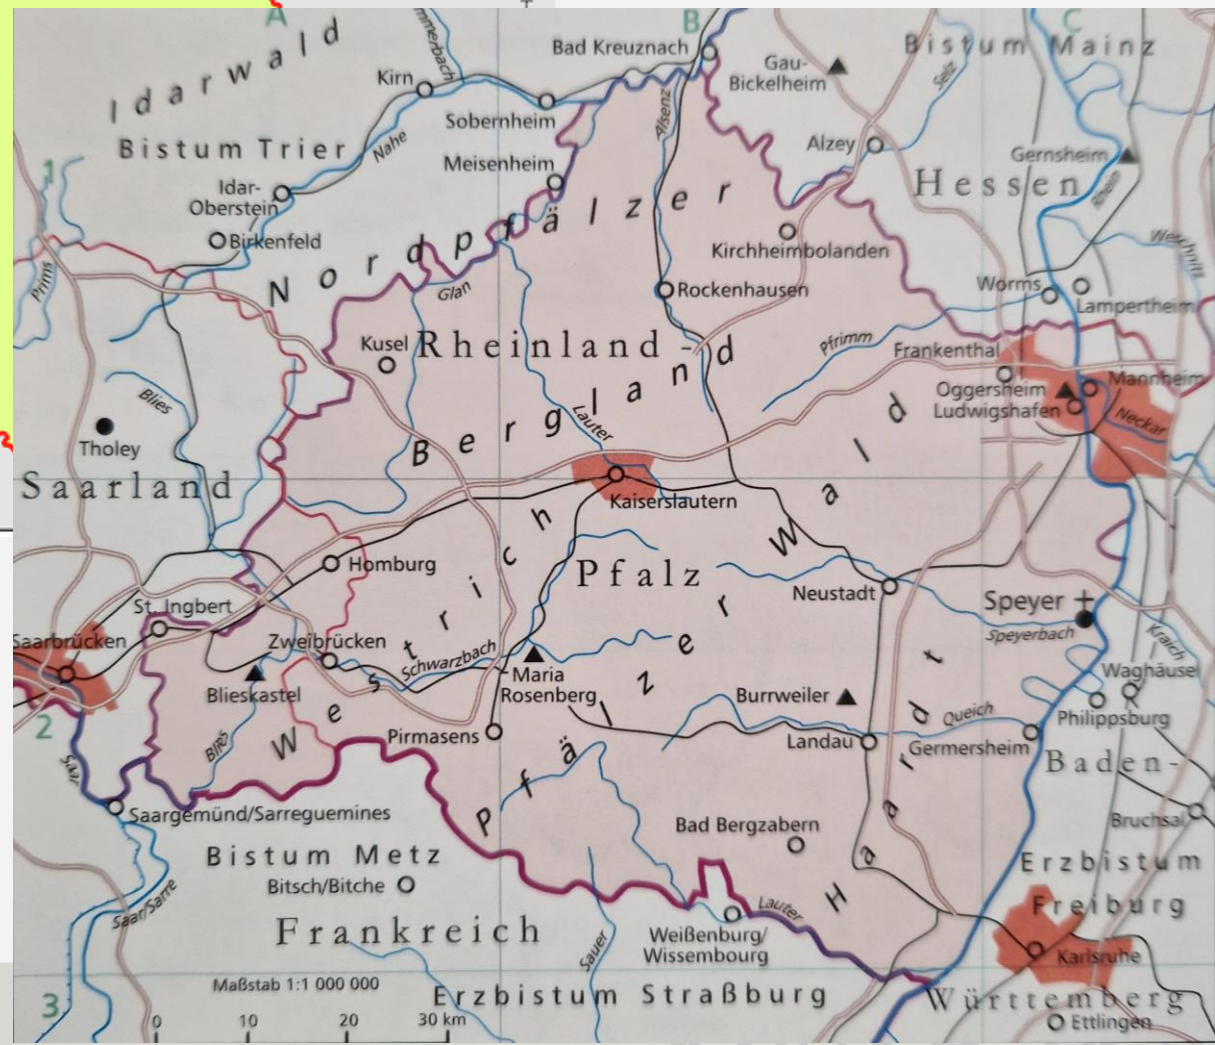 A
B
C
1
2
3
Idarwald
mmerbach
Bad Kreuznach
Bistum Mainz
Gau-
Bickelheim
Selz
Kirn
Sobernheim
Alsenz
Bistum Trier
Nahe
Meisenheim
Alzey
Gernsheim
Hessen
Rhein
Idar-
Oberstein
Birkenfeld
Nordpfälzer
Kirchheimbolanden
Weschnitz
Prims
Glan
Rockenhausen
Worms
Lampertheim
Kusel
Rheinland-
Pfrimm
Frankenthal
Mannheim
Oggersheim
Ludwigshafen
Neckar
Blies
Lauter
Bergland
Tholey
Saarland
Kaiserslautern
Homburg
Pfalz
Neustadt
Speyer
Speyerbach
Kraich
St. Ingbert
Saarbrücken
Zweibrücken
Schwarzbach
Blieskastel
Maria
Rosenberg
Westrich
Burrweiler
Waghäusel
Philippsburg
Pfälzer Wald
Blies
Pirmasens
Landau
Queich
Germersheim
Baden-
Saar
Saargemünd/Sarreguemines
Bad Bergzabern
Bruchsal
Haardt
Bistum Metz
Bitsch/Bitche
Erzbistum
Freiburg
Saar/Sarre
Frankreich
Lauter
Weißenburg/
Wissembourg
Sauer
Karlsruhe
Maßstab 1:1 000 000
Erzbistum Straßburg
Württemberg
0 10 20 30 km
Ettlingen